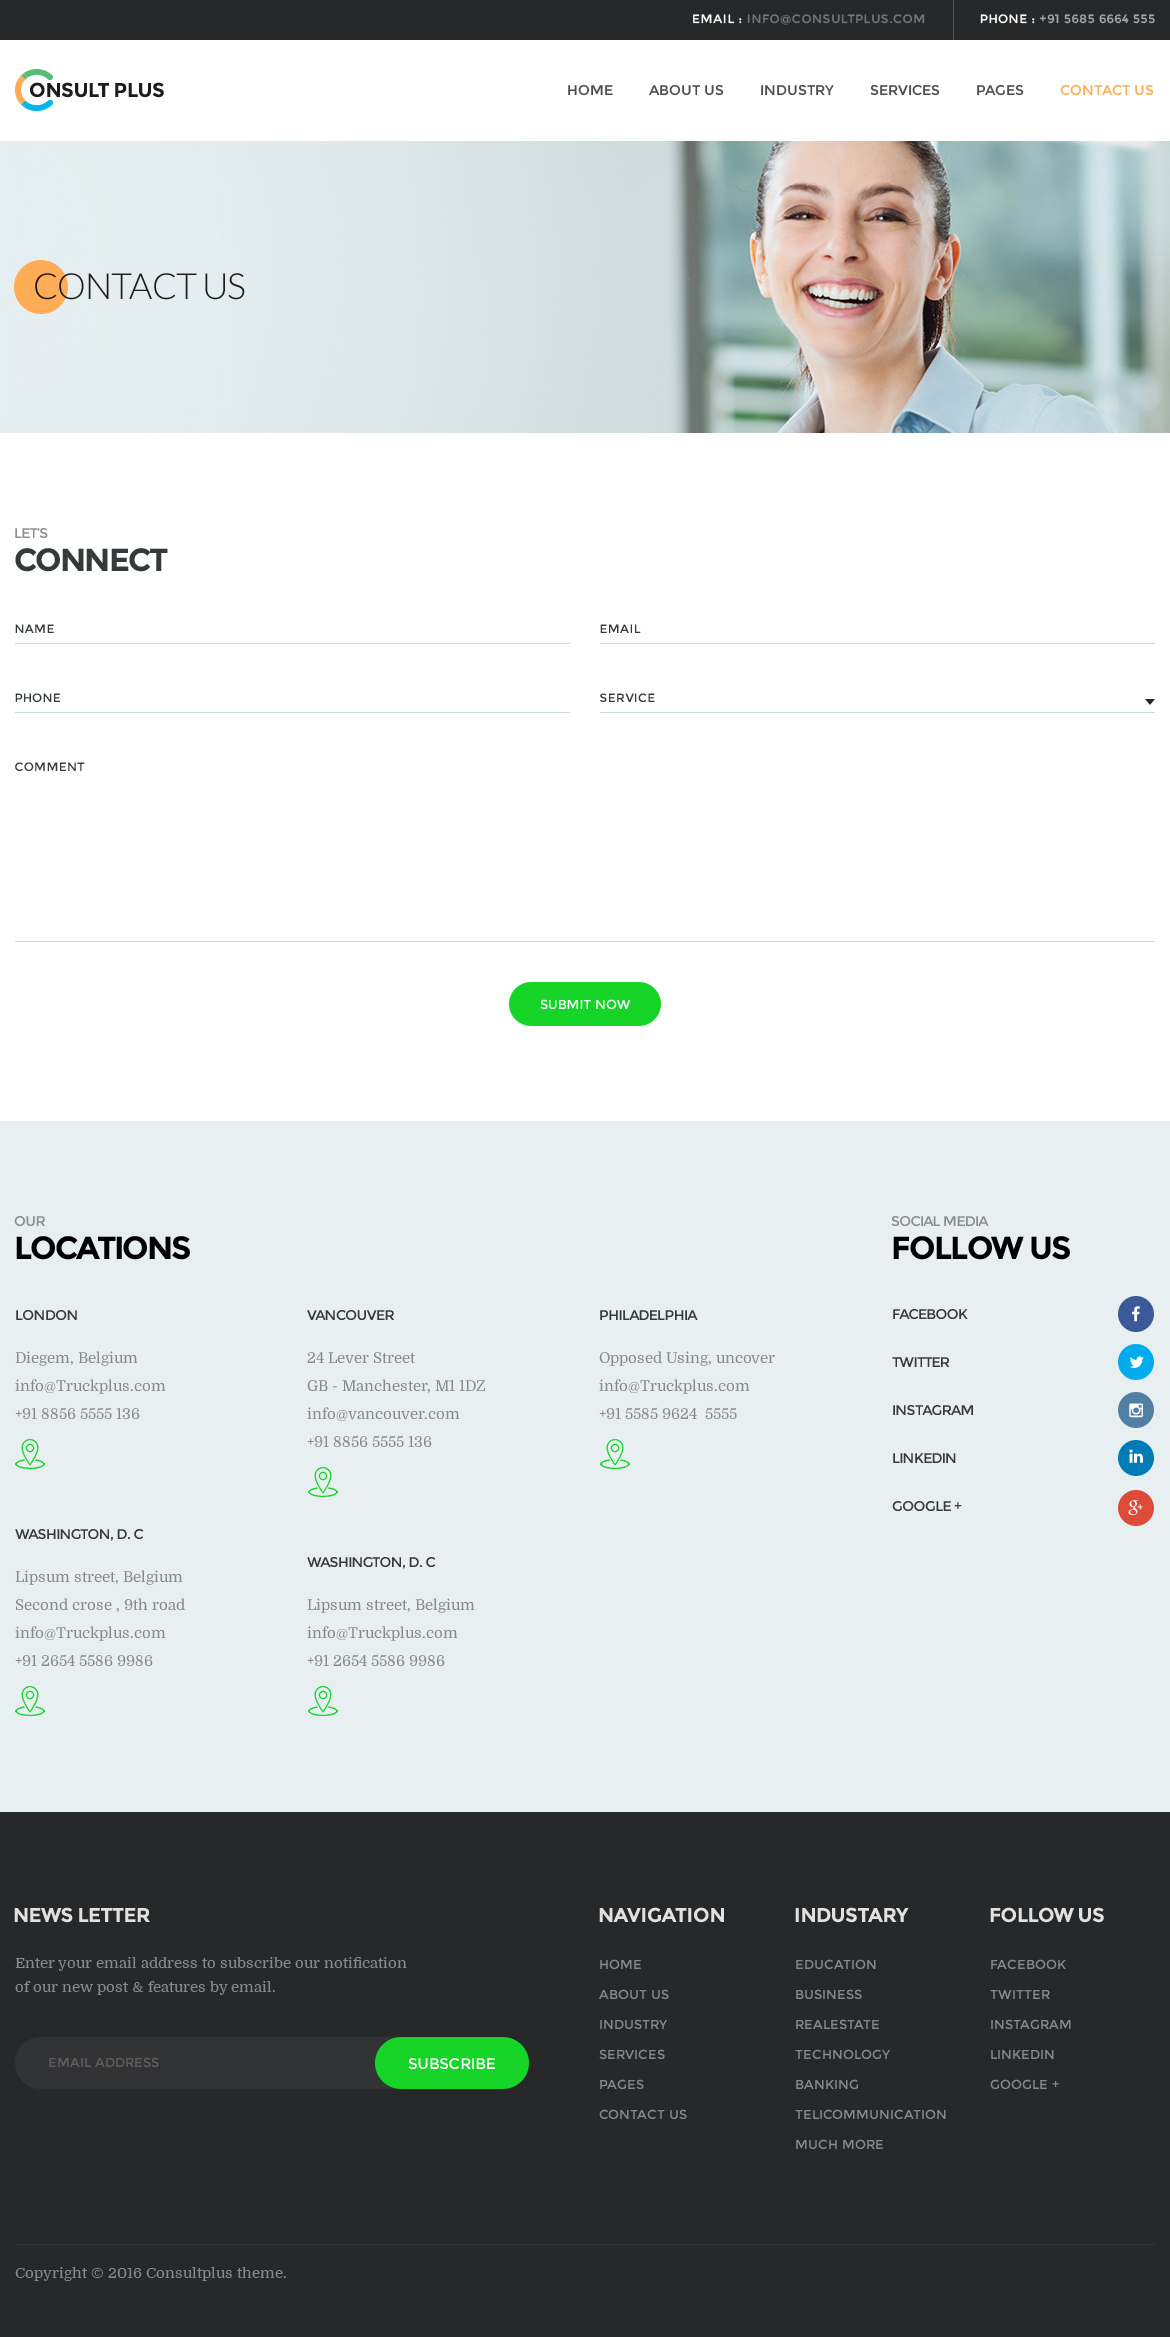 EMAIL : INFO@CONSULTPLUS.COM
PHONE : +91 5685 6664 555
CONSULT PLUS
HOME ABOUT US INDUSTRY SERVICES PAGES CONTACT US
CONTACT US
LET'S
CONNECT
NAME
EMAIL
PHONE
SERVICE
COMMENT
SUBMIT NOW
OUR
LOCATIONS
LONDON
Diegem, Belgium
info@Truckplus.com
+91 8856 5555 136
VANCOUVER
24 Lever Street
GB - Manchester, M1 1DZ
info@vancouver.com
+91 8856 5555 136
PHILADELPHIA
Opposed Using, uncover
info@Truckplus.com
+91 5585 9624  5555
WASHINGTON, D. C
Lipsum street, Belgium
Second crose , 9th road
info@Truckplus.com
+91 2654 5586 9986
WASHINGTON, D. C
Lipsum street, Belgium
info@Truckplus.com
+91 2654 5586 9986
SOCIAL MEDIA
FOLLOW US
FACEBOOK
f
TWITTER
INSTAGRAM
LINKEDIN
in
GOOGLE +
g+
NEWS LETTER
Enter your email address to subscribe our notification
of our new post & features by email.
EMAIL ADDRESS
SUBSCRIBE
NAVIGATION
HOME
ABOUT US
INDUSTRY
SERVICES
PAGES
CONTACT US
INDUSTARY
EDUCATION
BUSINESS
REALESTATE
TECHNOLOGY
BANKING
TELICOMMUNICATION
MUCH MORE
FOLLOW US
FACEBOOK
TWITTER
INSTAGRAM
LINKEDIN
GOOGLE +
Copyright © 2016 Consultplus theme.